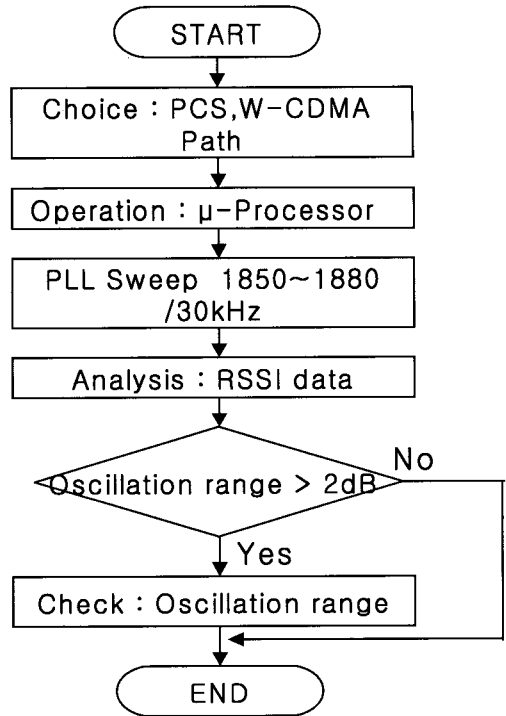 START
Choice : PCS,W-CDMA
Path
Operation : μ-Processor
PLL Sweep 1850~1880
/30kHz
Analysis : RSSI data
Oscillation range > 2dB
No
Yes
Check : Oscillation range
END